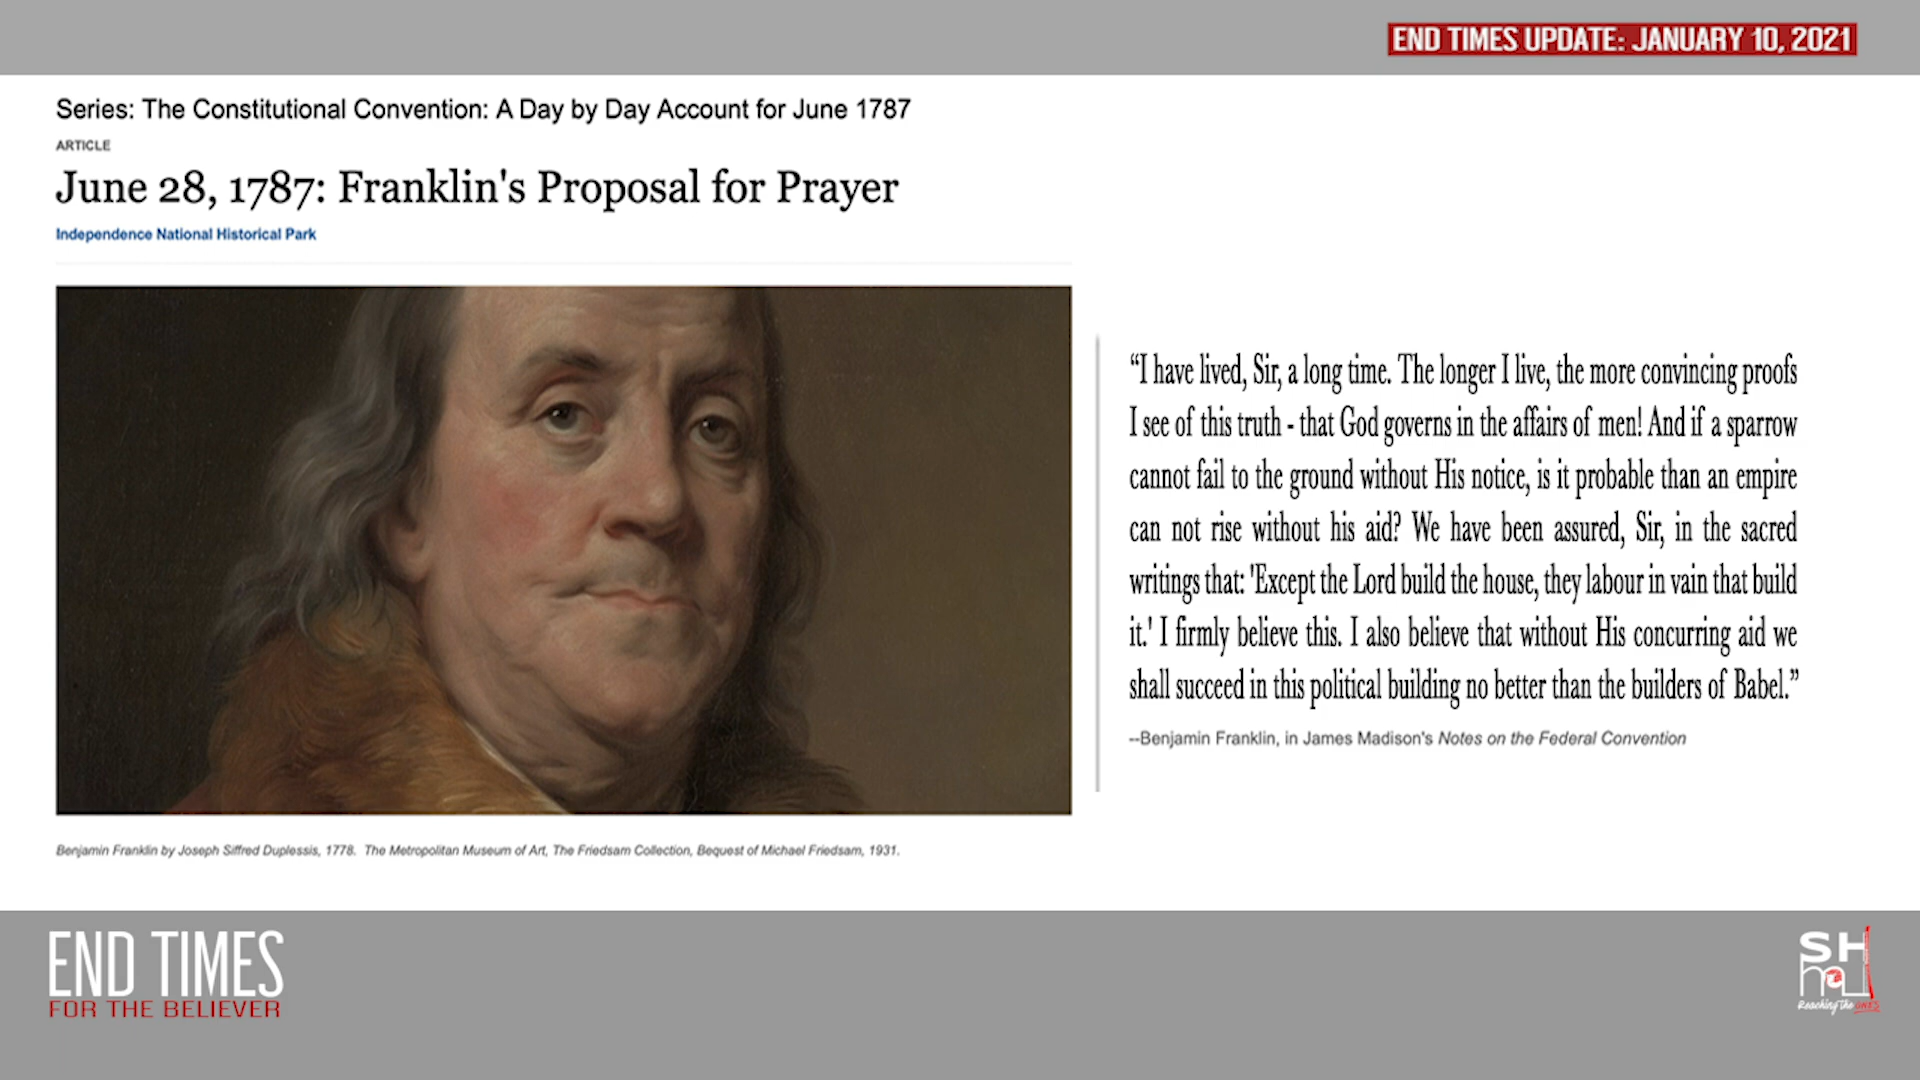 END TIMES UPDATE: JANUARY 10, 2021
Series: The Constitutional Convention: A Day by Day Account for June 1787
ARTICLE
June 28, 1787: Franklin's Proposal for Prayer
Independence National Historical Park
“I have lived, Sir, a long time. The longer I live, the more convincing proofs
I see of this truth - that God governs in the affairs of men! And if a sparrow
cannot fail to the ground without His notice, is it probable than an empire
can not rise without his aid? We have been assured, Sir, in the sacred
writings that: 'Except the Lord build the house, they labour in vain that build
it.' I firmly believe this. I also believe that without His concurring aid we
shall succeed in this political building no better than the builders of Babel.”
--Benjamin Franklin, in James Madison's Notes on the Federal Convention
Benjamin Franklin by Joseph Siffred Duplessis, 1778. The Metropolitan Museum of Art, The Friedsam Collection, Bequest of Michael Friedsam, 1931.
END TIMES
FOR THE BELIEVER
SH
Reaching the ONES